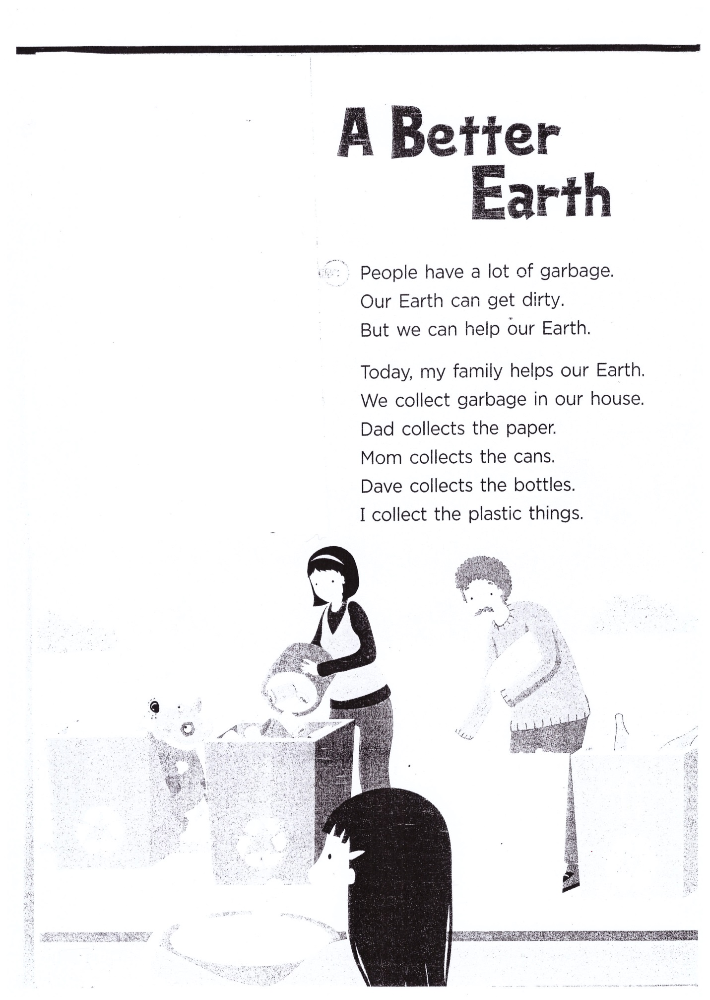 A Better
Earth
People have a lot of garbage.
Our Earth can get dirty.
But we can help our Earth.
Today, my family helps our Earth.
We collect garbage in our house.
Dad collects the paper.
Mom collects the cans.
Dave collects the bottles.
I collect the plastic things.